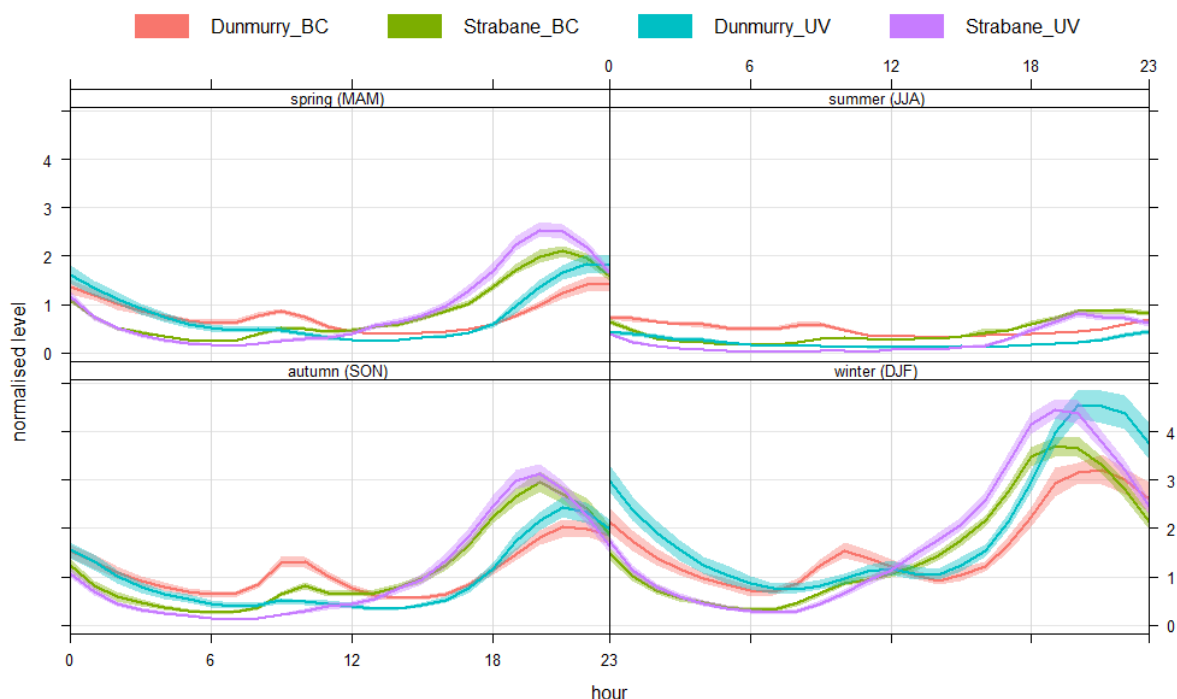 Dunmurry_BC Strabane_BC Dunmurry_UV Strabane_UV
0 6 12 18 23
spring (MAM) summer (JJA)
4
3
2
1
0
autumn (SON) winter (DJF)
4
3
2
1
0
normalised level
0 6 12 18 23
hour